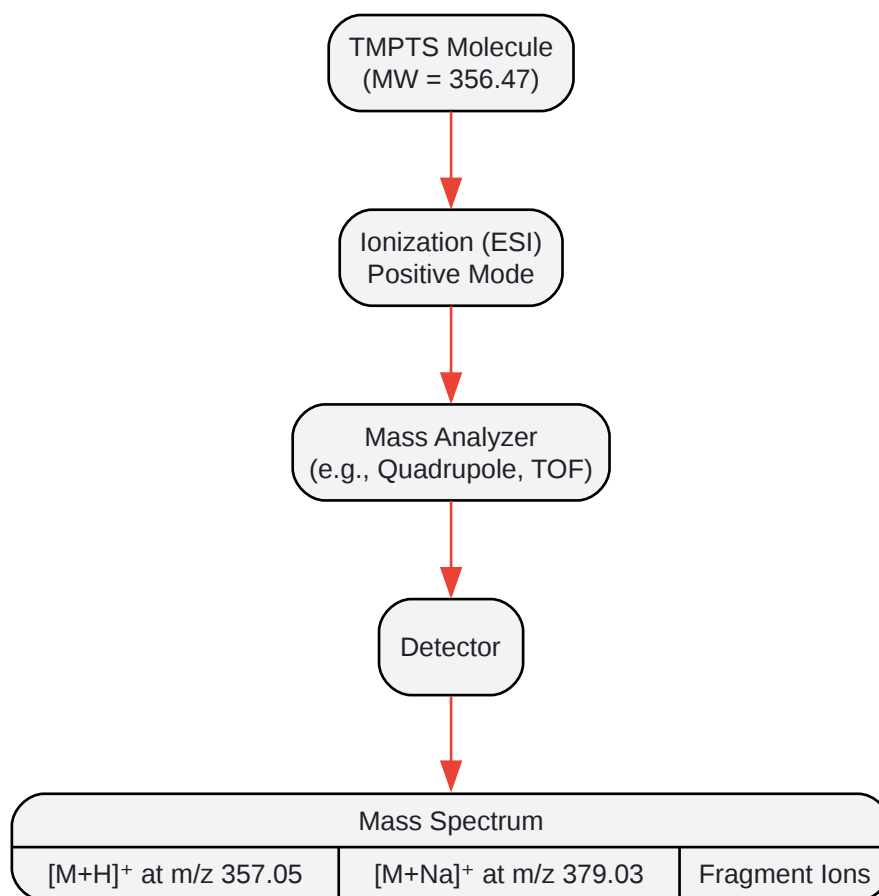 TMPTS Molecule
(MW = 356.47)
Ionization (ESI)
Positive Mode
Mass Analyzer
(e.g., Quadrupole, TOF)
Detector
Mass Spectrum
[M+H]⁺ at m/z 357.05
[M+Na]⁺ at m/z 379.03
Fragment Ions